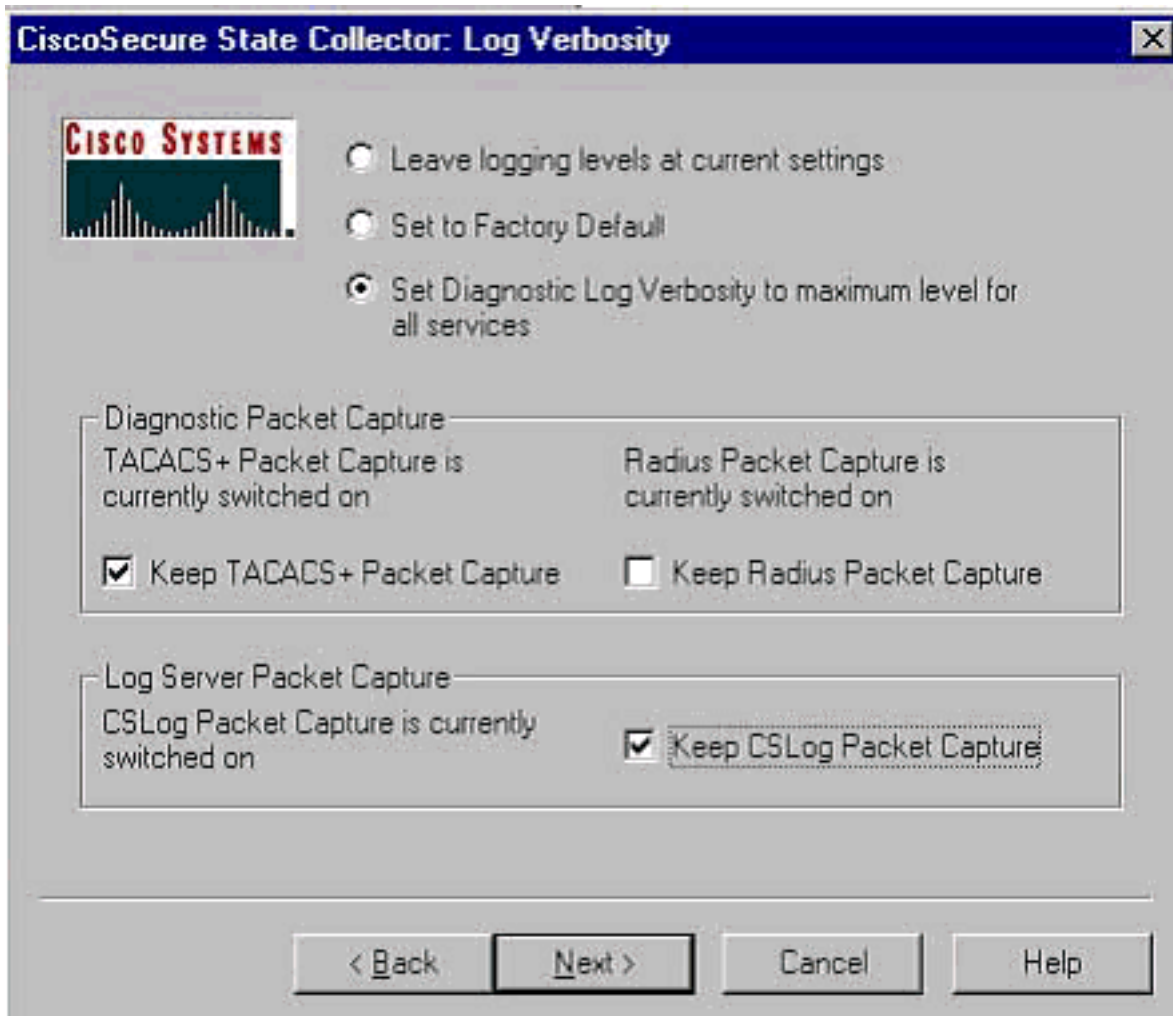 CiscoSecure State Collector: Log Verbosity
CISCO SYSTEMS
Leave logging levels at current settings
Set to Factory Default
Set Diagnostic Log Verbosity to maximum level for
all services
Diagnostic Packet Capture
TACACS+ Packet Capture is
currently switched on
Radius Packet Capture is
currently switched on
Keep TACACS+ Packet Capture
Keep Radius Packet Capture
Log Server Packet Capture
CSLog Packet Capture is currently
switched on
Keep CSLog Packet Capture
< Back
Next >
Cancel
Help